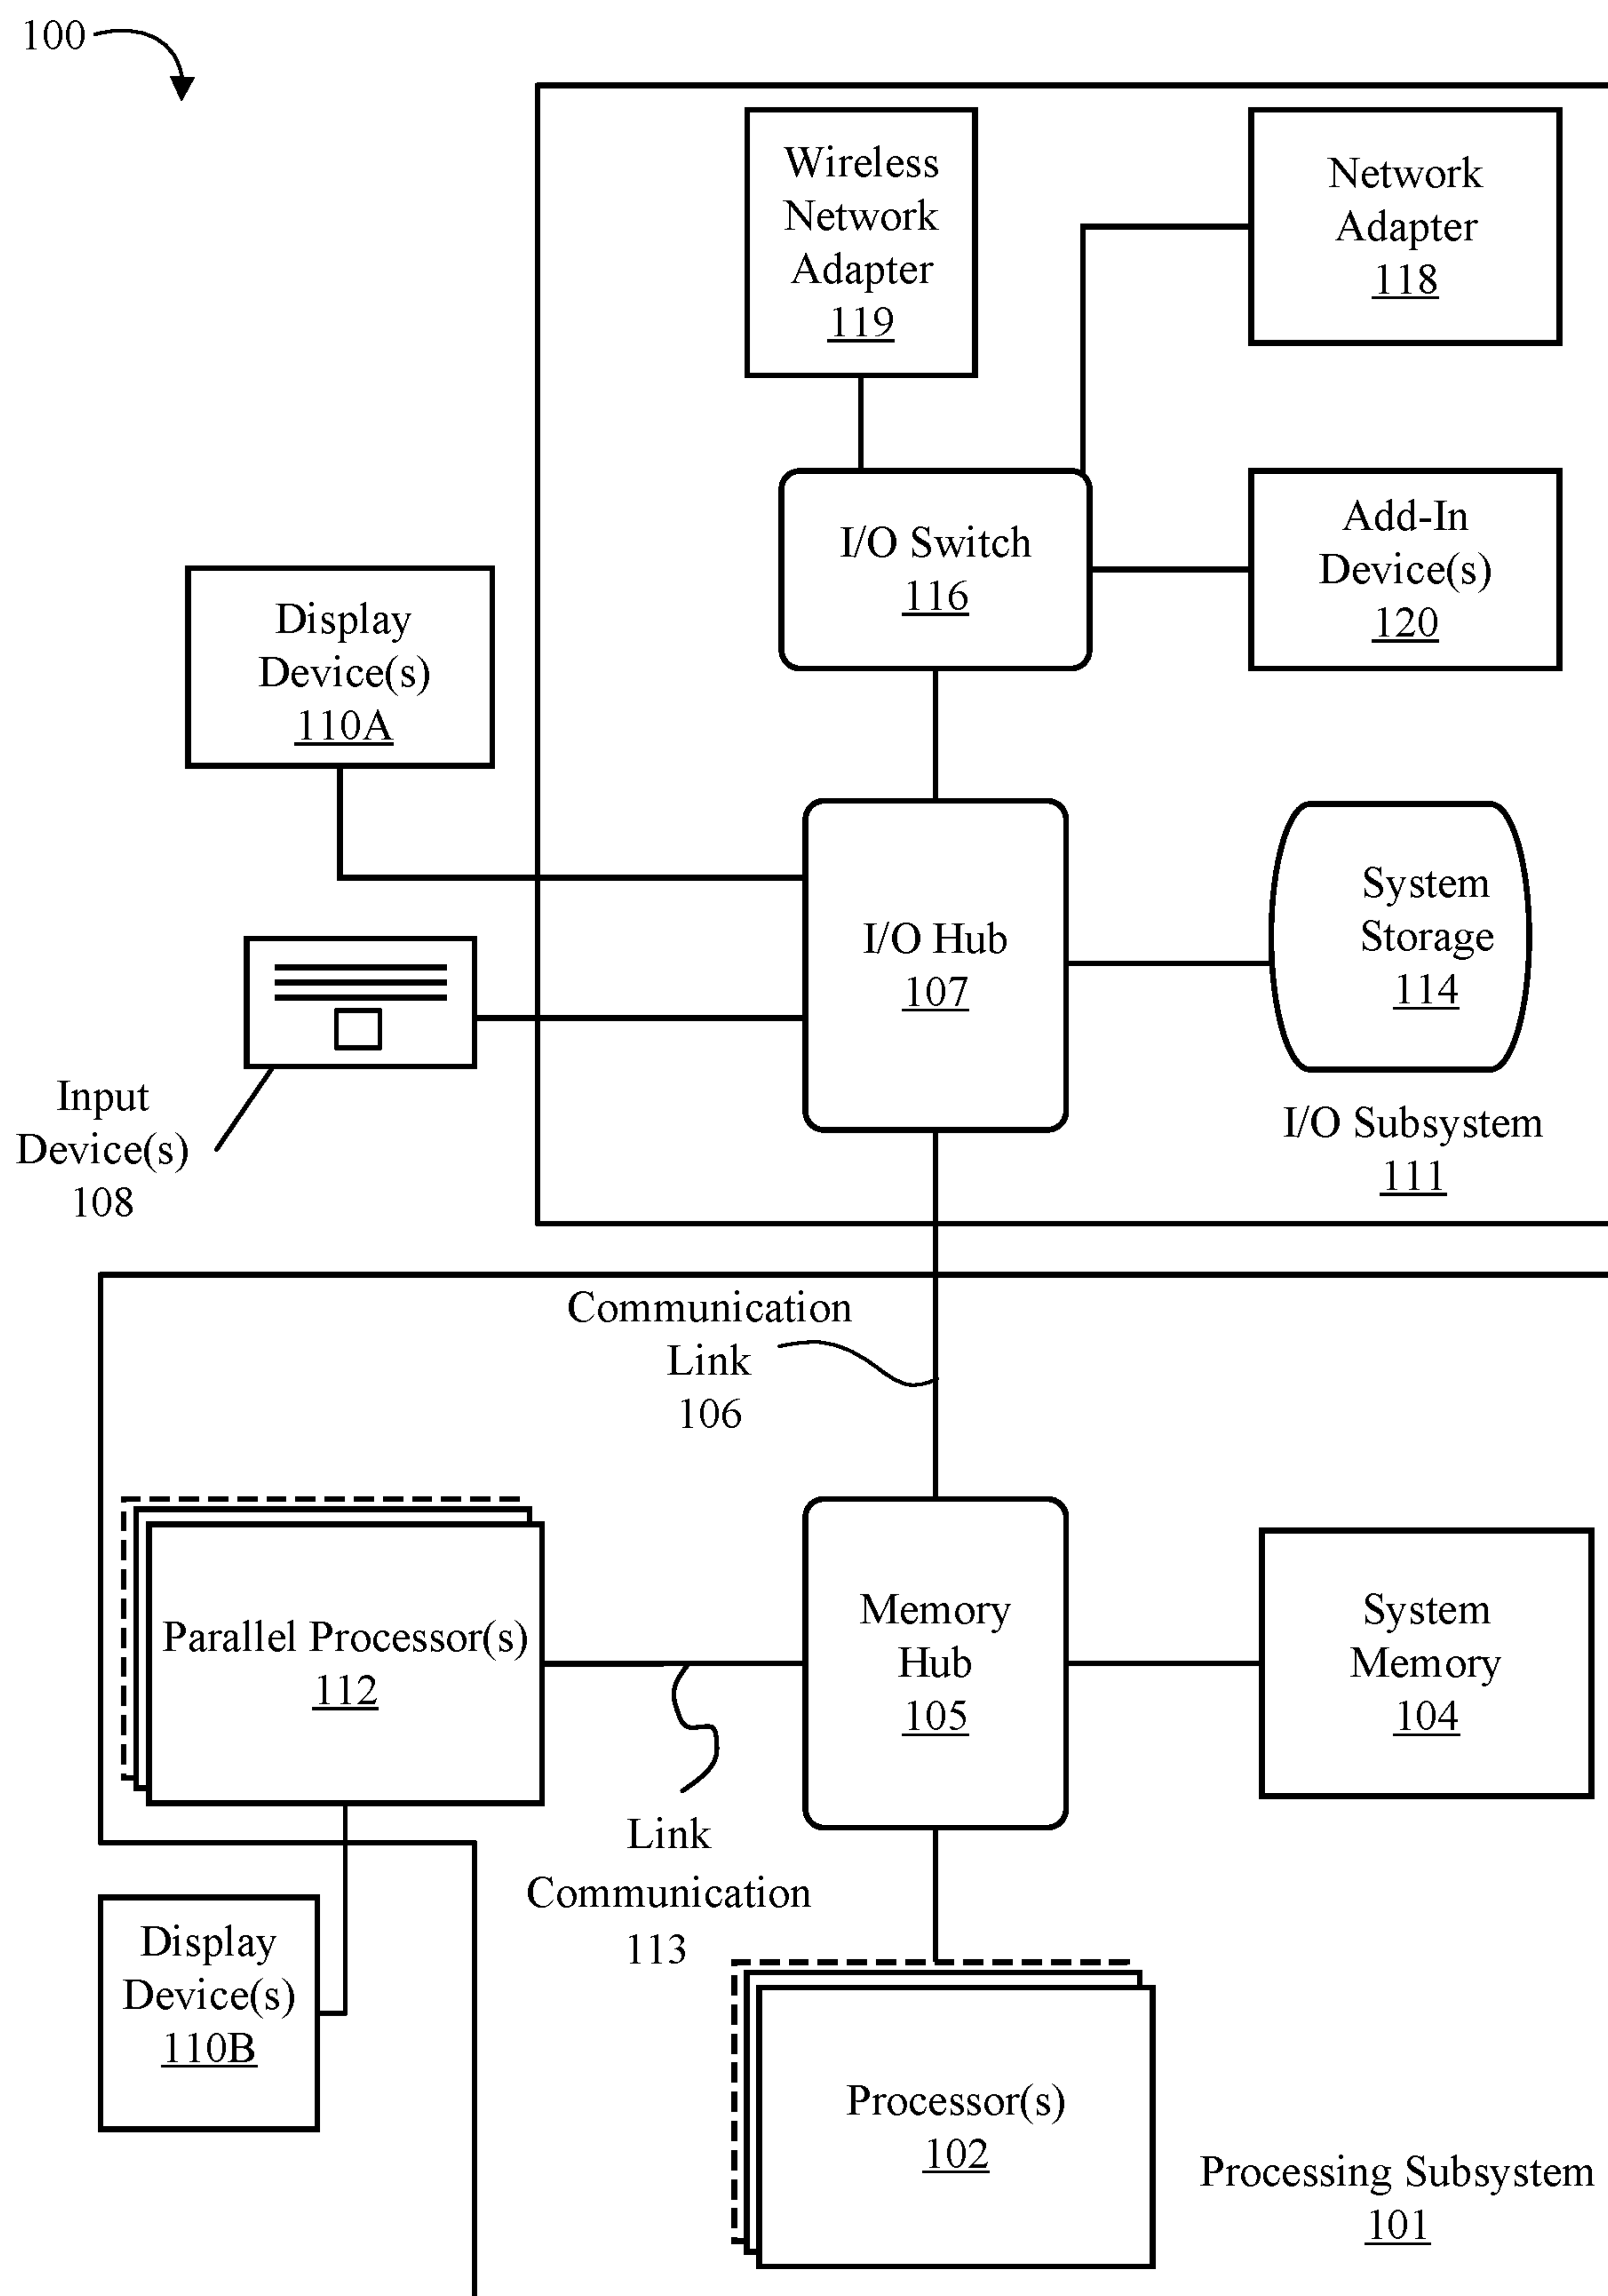 100
Wireless
Network
Adapter
119
Network
Adapter
118
I/O Switch
116
Add-In
Device(s)
120
Display
Device(s)
110A
I/O Hub
107
System
Storage
114
Input
Device(s)
108
I/O Subsystem
111
Communication
Link
106
Parallel Processor(s)
112
Memory
Hub
105
System
Memory
104
Link
Communication
113
Display
Device(s)
110B
Processor(s)
102
Processing Subsystem
101